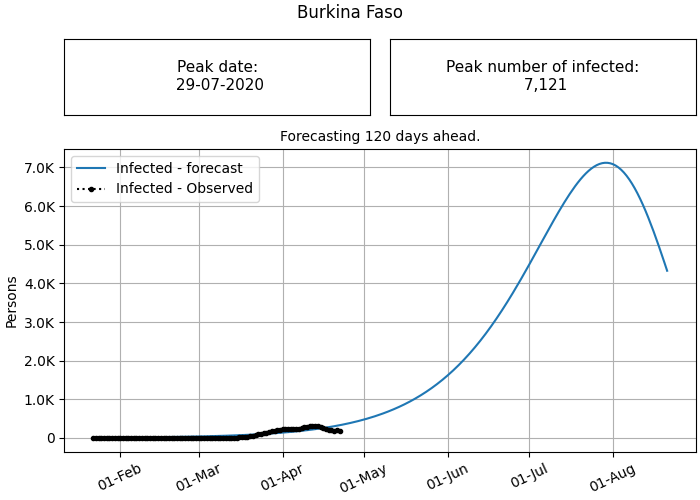 Burkina Faso
Peak date:
29-07-2020
Peak number of infected:
7,121
Forecasting 120 days ahead.
Infected - forecast
Infected - Observed
7.0K
6.0K
5.0K
4.0K
3.0K
2.0K
1.0K
0
Persons
01-Feb
01-Mar
01-Apr
01-May
01-Jun
01-Jul
01-Aug